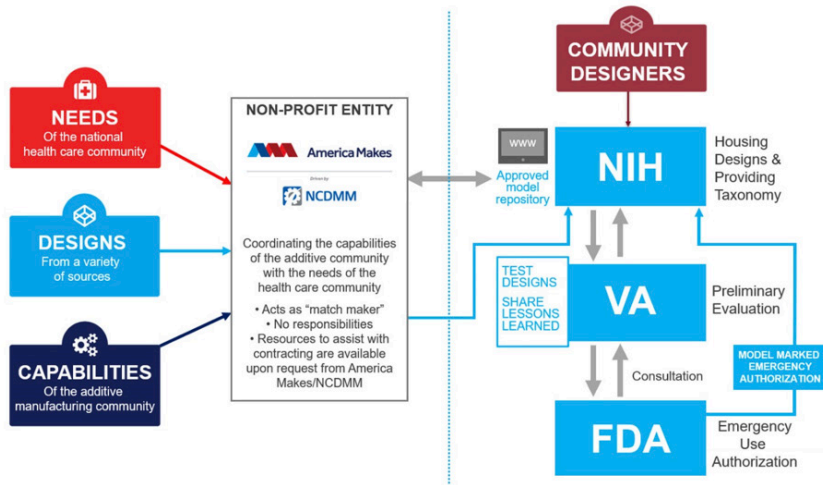 NEEDS
Of the national
health care community
DESIGNS
From a variety
of sources
CAPABILITIES
Of the additive
manufacturing community
NON-PROFIT ENTITY
America Makes
Driven by
NCDMM
Coordinating the capabilities
of the additive community
with the needs of the
health care community
• Acts as “match maker”
• No responsibilities
• Resources to assist with
contracting are available
upon request from America
Makes/NCDMM
COMMUNITY
DESIGNERS
www
Approved
model
repository
NIH
Housing
Designs &
Providing
Taxonomy
TEST
DESIGNS
SHARE
LESSONS
LEARNED
VA
Preliminary
Evaluation
Consultation
MODEL MARKED
EMERGENCY
AUTHORIZATION
FDA
Emergency
Use
Authorization